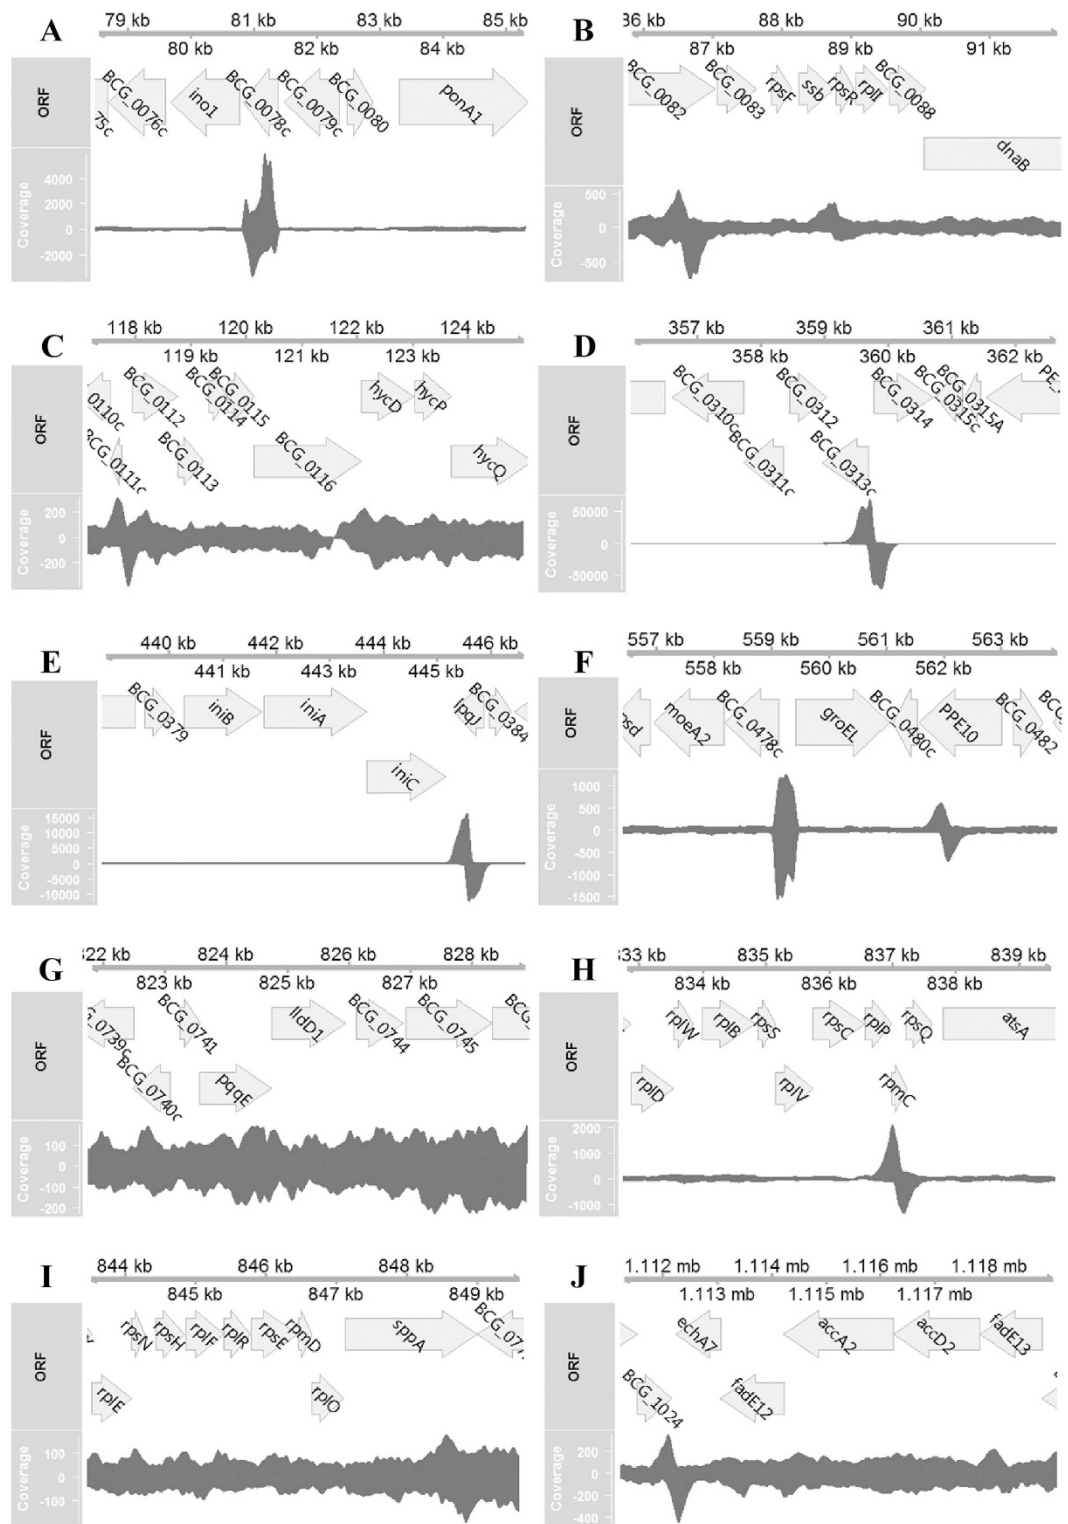 A
79 kb 81 kb 83 kb 85 kb
80 kb 82 kb 84 kb
ORF
75c BCG_0076c ino1 BCG_0078c BCG_0079c BCG_0080 ponA1
Coverage
4000
2000
0
-2000
B
36 kb 88 kb 90 kb
87 kb 89 kb 91 kb
ORF
BCG_0082 BCG_0083 rpsF ssb rpsR rplI BCG_0088
dnaB
Coverage
500
0
-500
C
118 kb 120 kb 122 kb 124 kb
119 kb 121 kb 123 kb
ORF
0110c BCG_0112 BCG_0114 BCG_0115 hycD hycP
BCG_0111c BCG_0113 BCG_0116 hycQ
Coverage
200
0
-200
D
357 kb 359 kb 361 kb
358 kb 360 kb 362 kb
ORF
BCG_0310c BCG_0312 BCG_0314 BCG_0315c BCG_0315A PE_
BCG_0311c BCG_0313c
Coverage
50000
0
-50000
E
440 kb 442 kb 444 kb 446 kb
441 kb 443 kb 445 kb
ORF
BCG_0379 iniB iniA lpqJ BCG_0384
iniC
Coverage
15000
10000
5000
0
-5000
-10000
F
557 kb 559 kb 561 kb 563 kb
558 kb 560 kb 562 kb
ORF
psd moeA2 BCG_0478c groEL BCG_0480c PPE10 BCG_0482 BCG_
Coverage
1000
500
0
-500
-1000
-1500
G
322 kb 824 kb 826 kb 828 kb
823 kb 825 kb 827 kb
ORF
G_0739c BCG_0741 lldD1 BCG_0744 BCG_0745 BCG_
BCG_0740c pqqE
Coverage
100
0
-100
-200
H
333 kb 835 kb 837 kb 839 kb
834 kb 836 kb 838 kb
ORF
rplW rplB rpsS rpsC rplP rpsQ atsA
rplD rplV rpmC
Coverage
2000
1000
0
-1000
I
844 kb 846 kb 848 kb
845 kb 847 kb 849 kb
ORF
rpsN rpsH rplF rplR rpsE rpmD sppA BCG_07
rplE rplO
Coverage
100
0
-100
J
1.112 mb 1.114 mb 1.116 mb 1.118 mb
1.113 mb 1.115 mb 1.117 mb
ORF
echA7 accA2 accD2 fadE13
BCG_1024 fadE12
Coverage
200
0
-200
-400